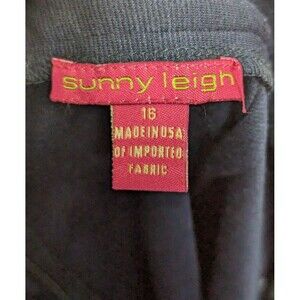 sunny leigh
16
MADE IN USA
OF IMPORTED
FABRIC